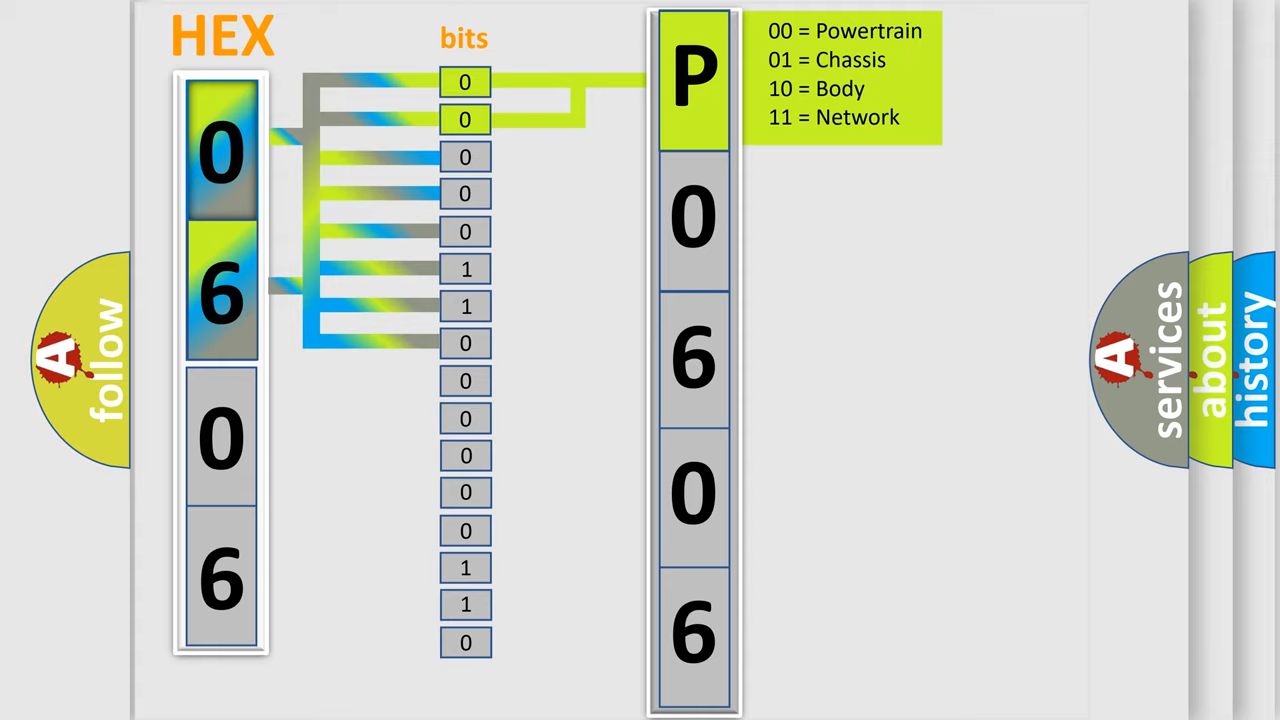 HEX
bits
0
6
0
6
0
0
0
0
0
1
1
0
0
0
0
0
0
1
1
0
P
0
6
0
6
00 = Powertrain
01 = Chassis
10 = Body
11 = Network
A follow
A services
about
history